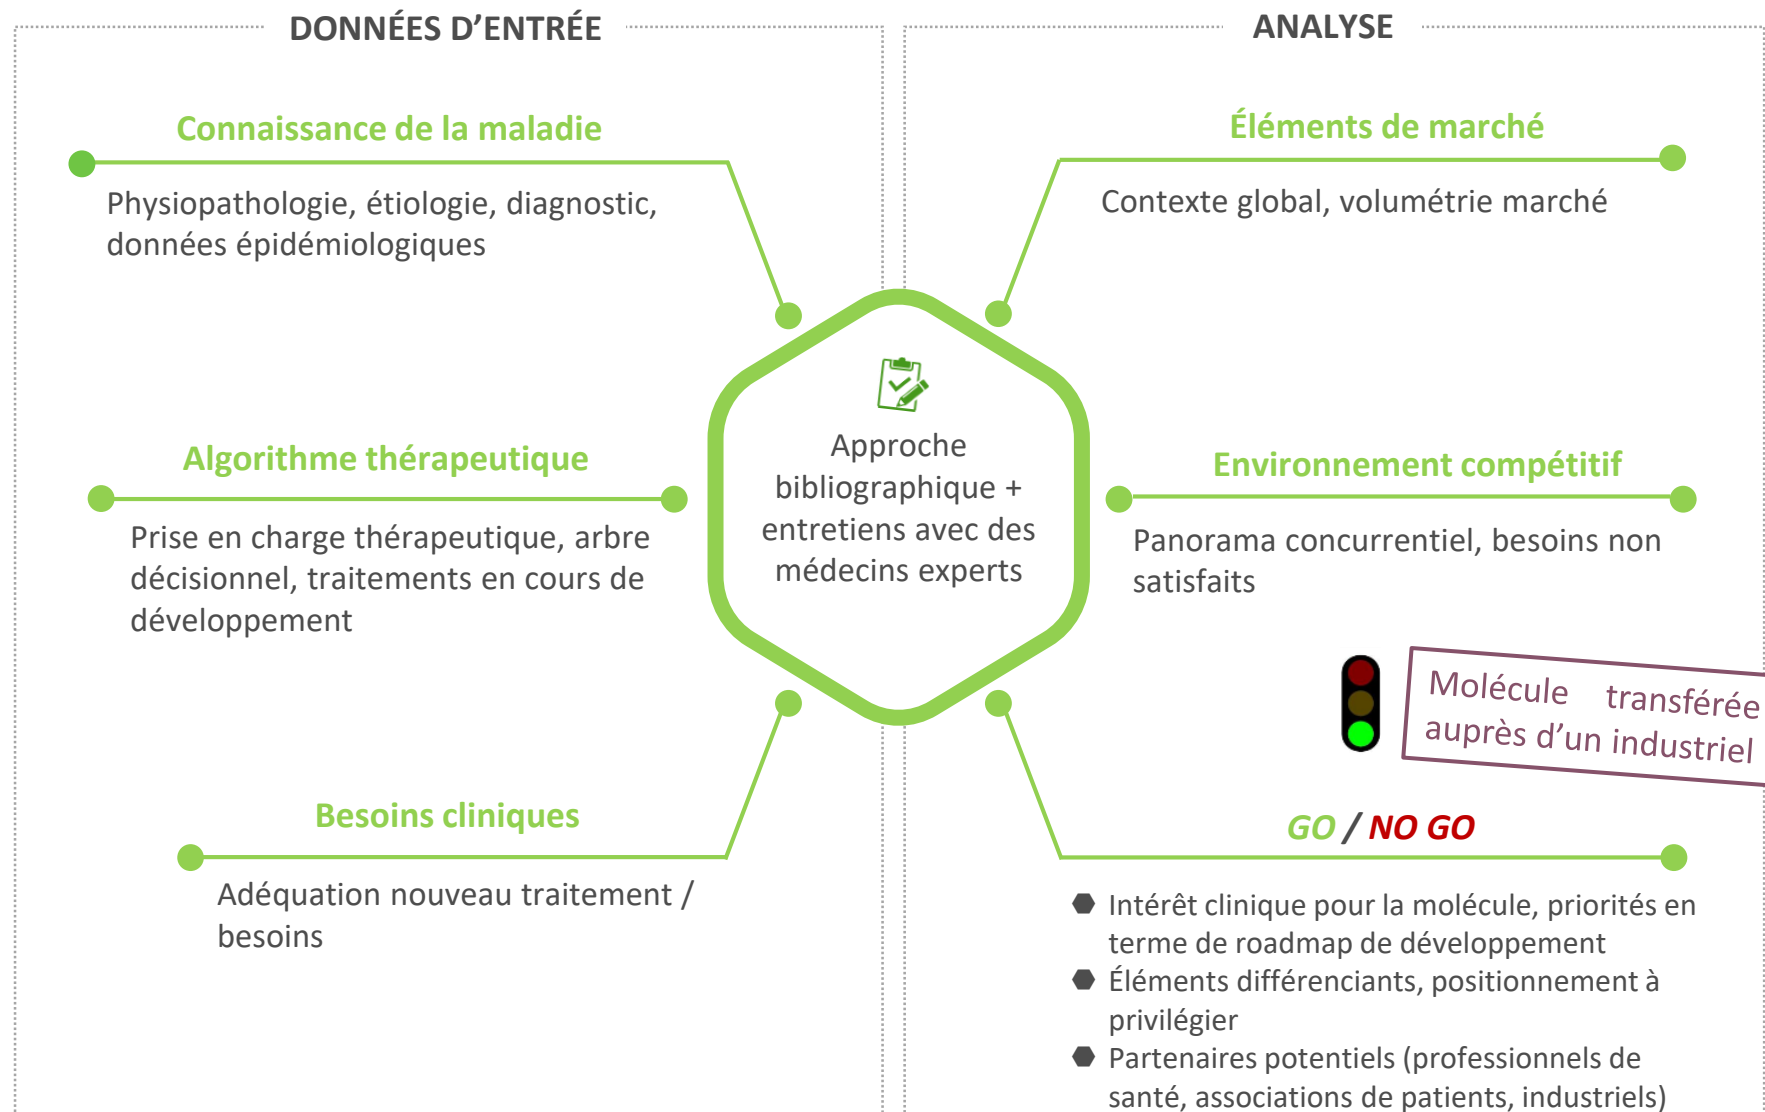 DONNÉES D’ENTRÉE
Connaissance de la maladie
Physiopathologie, étiologie, diagnostic,
données épidémiologiques
Algorithme thérapeutique
Prise en charge thérapeutique, arbre
décisionnel, traitements en cours de
développement
Besoins cliniques
Adéquation nouveau traitement /
besoins
Approche
bibliographique +
entretiens avec des
médecins experts
ANALYSE
Éléments de marché
Contexte global, volumétrie marché
Environnement compétitif
Panorama concurrentiel, besoins non
satisfaits
Molécule transférée
auprès d’un industriel
GO / NO GO
Intérêt clinique pour la molécule, priorités en
terme de roadmap de développement
Éléments différenciants, positionnement à
privilégier
Partenaires potentiels (professionnels de
santé, associations de patients, industriels)